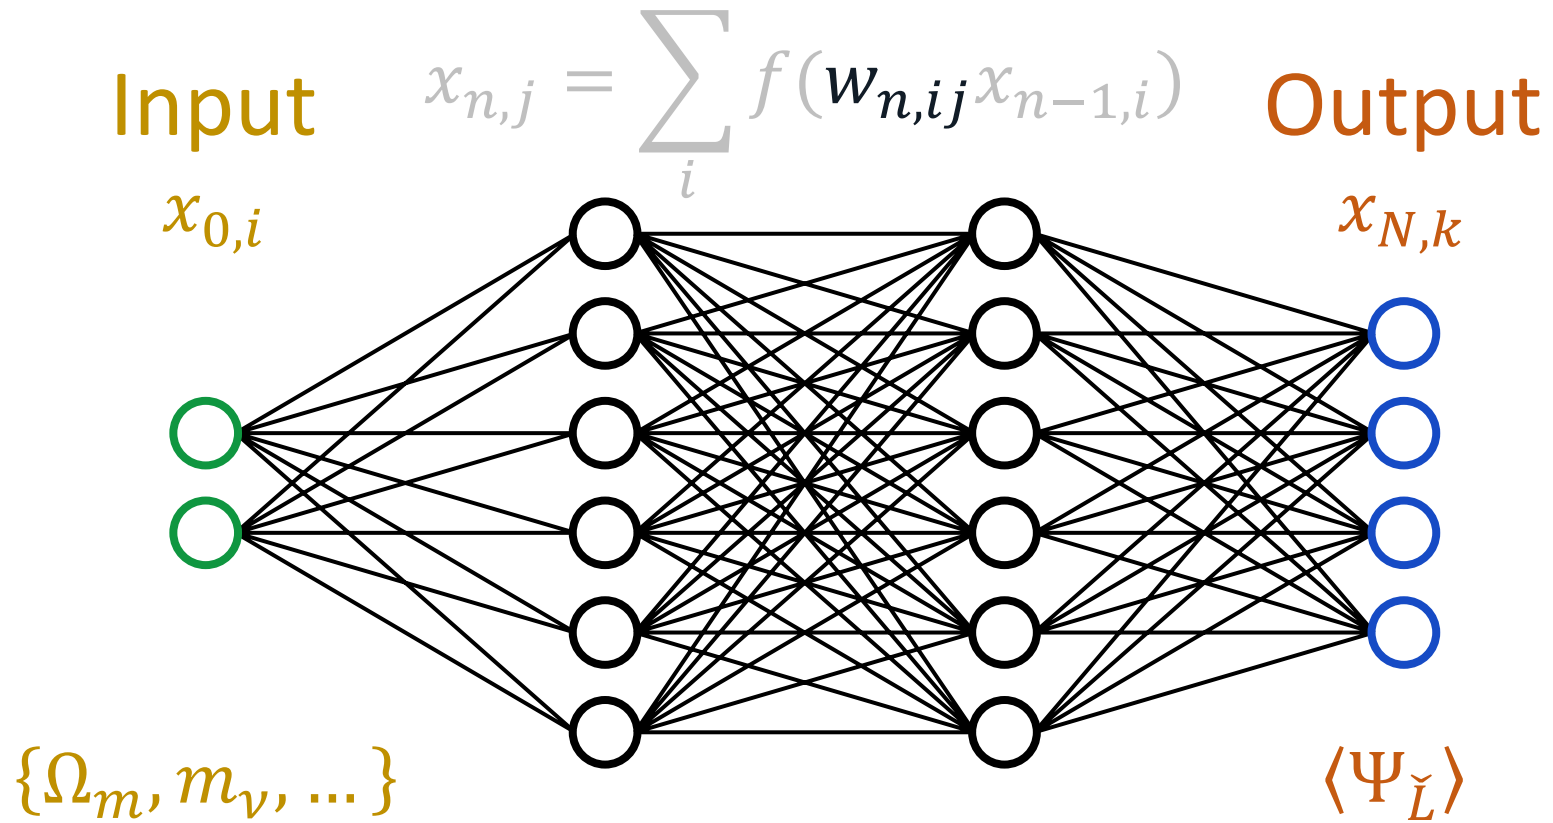 Input
x_{n,j} = ∑_i f(w_{n,ij}x_{n−1,i})
Output
x_{0,i}
x_{N,k}
{Ω_m, m_ν, … }
⟨Ψ_Ľ⟩